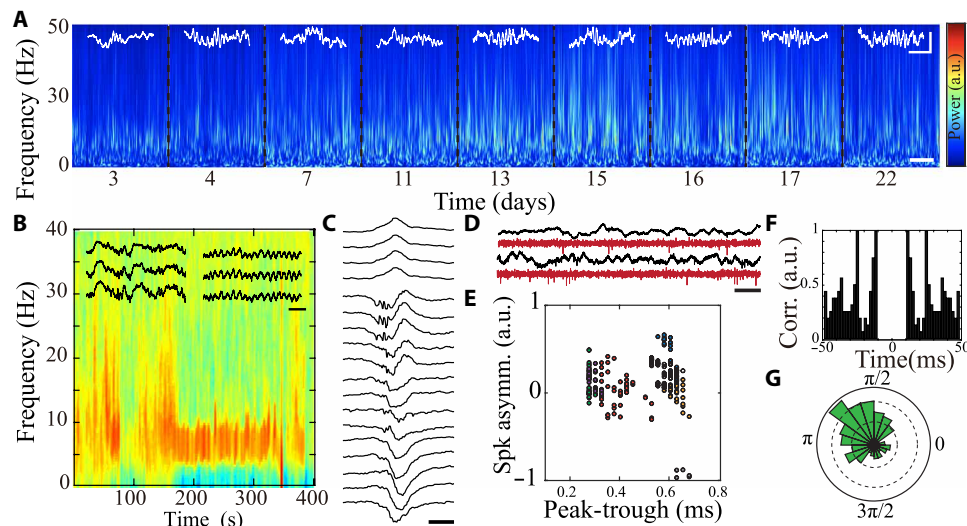 A
Frequency (Hz)
50
30
0
3 4 7 11 13 15 16 17 22
Time (days)
Power (a.u.)
B
Frequency (Hz)
40
30
20
10
0
100 200 300 400
Time (s)
C
D
E
Spk asymm. (a.u.)
1
0
−1
0.2 0.4 0.6 0.8
Peak-trough (ms)
F
Corr. (a.u.)
1
0.5
0
-50 0 50
Time(ms)
G
π/2
π
0
3π/2